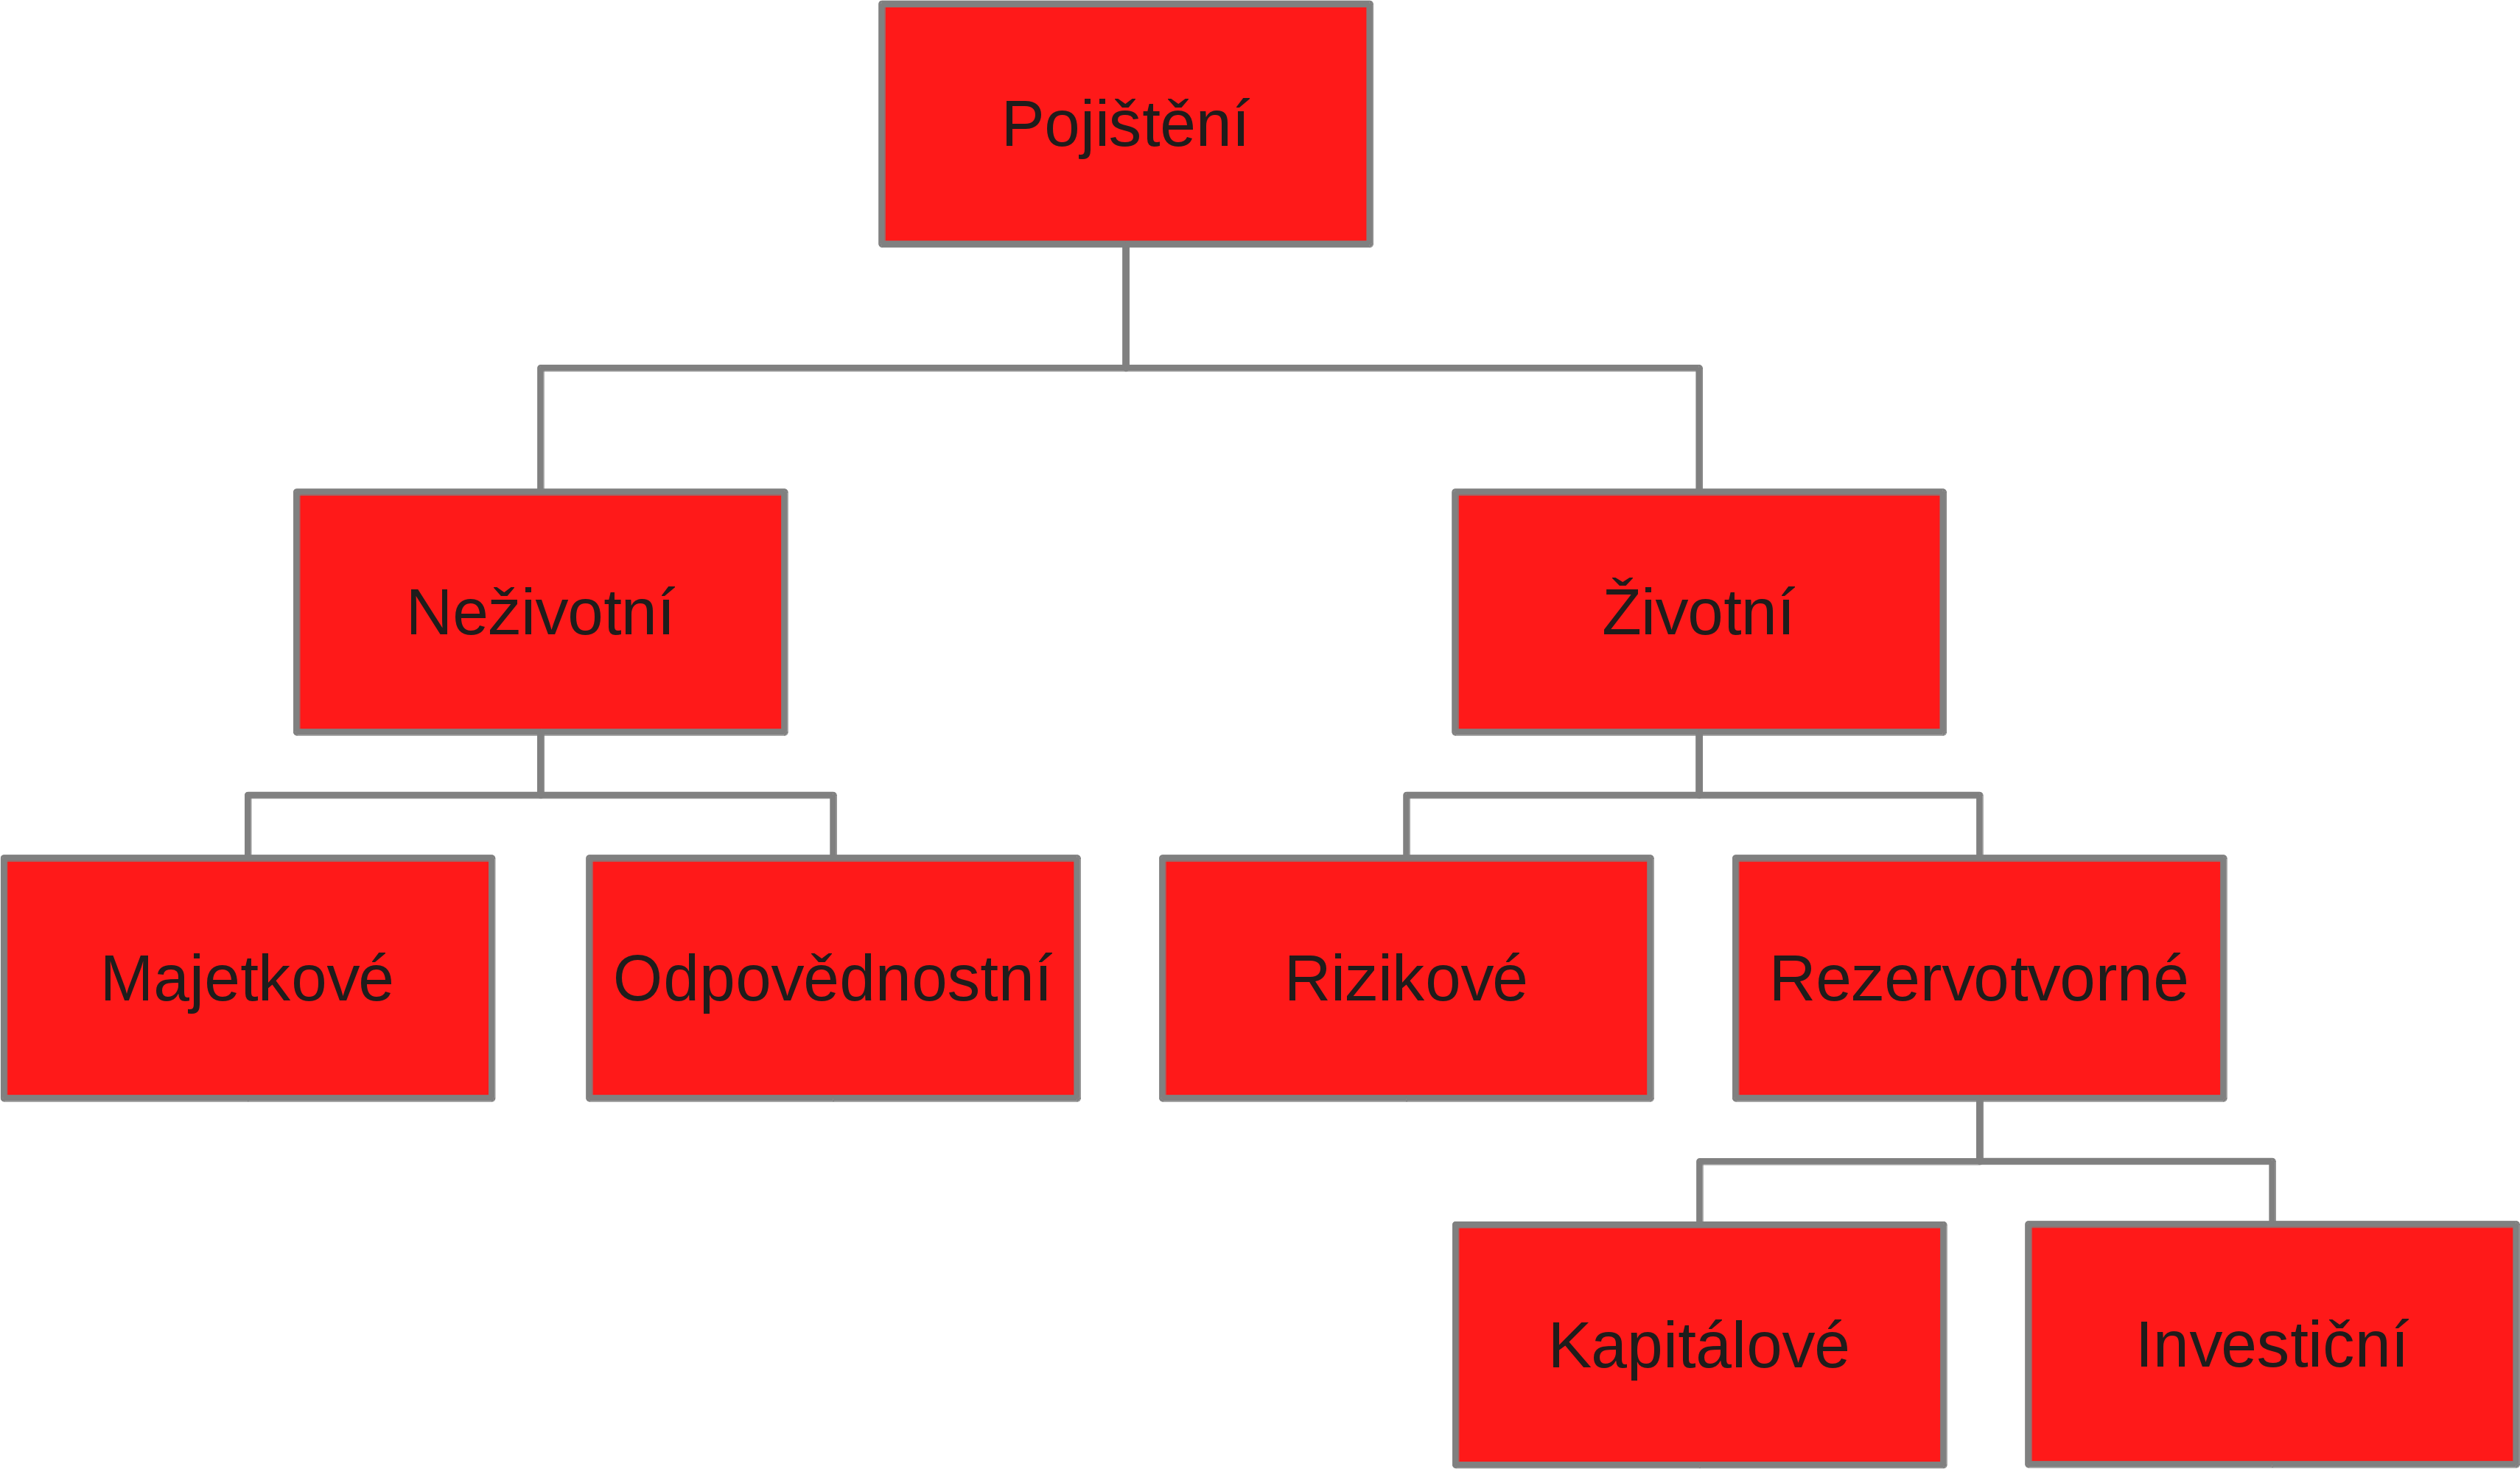 Pojištění
Neživotní
Životní
Majetkové
Odpovědnostní
Rizikové
Rezervotvorné
Kapitálové
Investiční